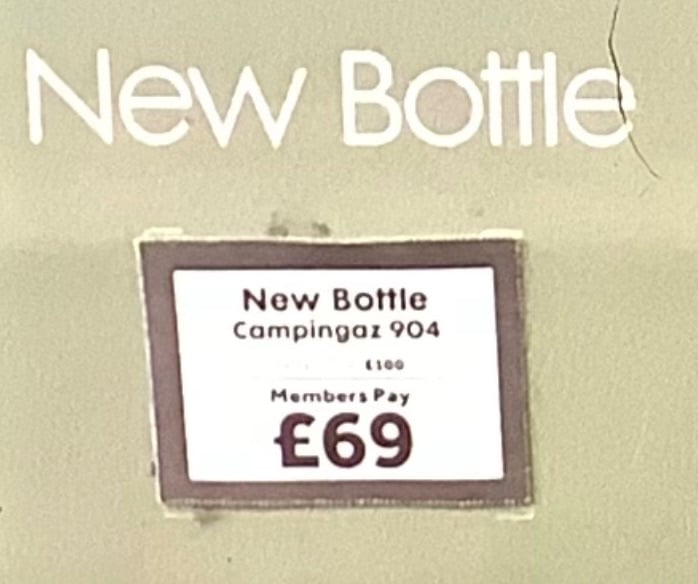 New Bottle
New Bottle
Campingaz 904
£100
Members Pay
£69